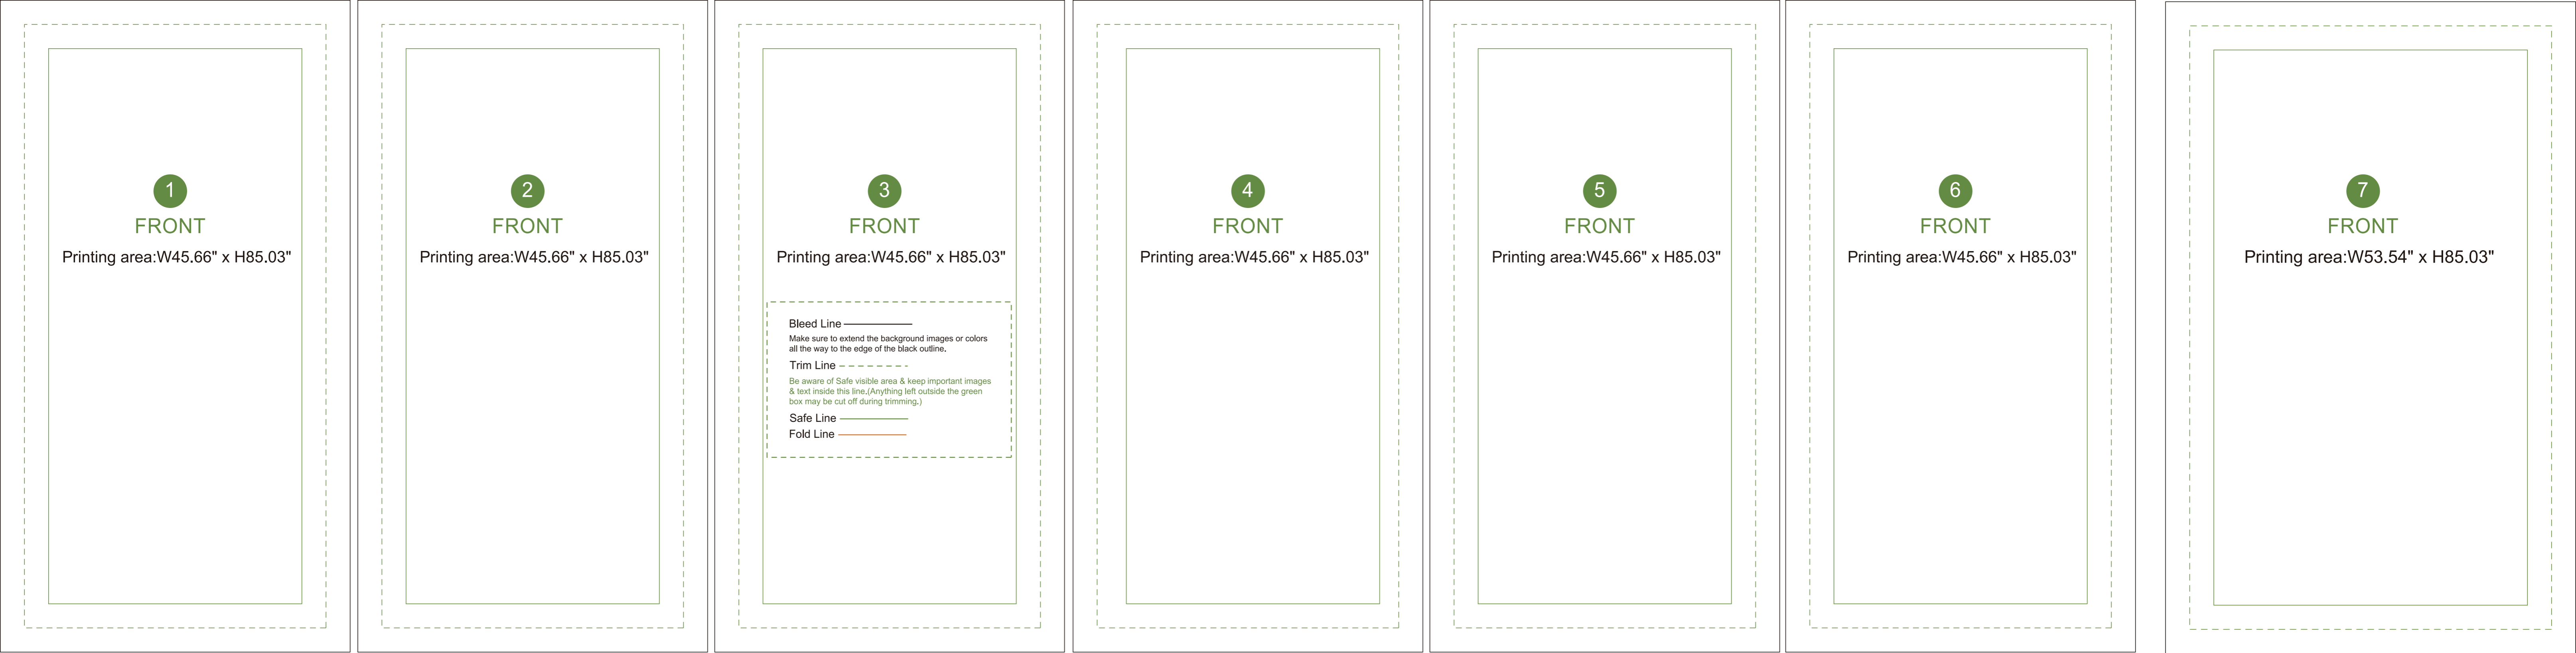 1
FRONT
Printing area:W45.66" x H85.03"
2
FRONT
Printing area:W45.66" x H85.03"
3
FRONT
Printing area:W45.66" x H85.03"
Bleed Line
Make sure to extend the background images or colors
all the way to the edge of the black outline.
Trim Line
Be aware of Safe visible area & keep important images
& text inside this line.(Anything left outside the green
box may be cut off during trimming.)
Safe Line
Fold Line
4
FRONT
Printing area:W45.66" x H85.03"
5
FRONT
Printing area:W45.66" x H85.03"
6
FRONT
Printing area:W45.66" x H85.03"
7
FRONT
Printing area:W53.54" x H85.03"